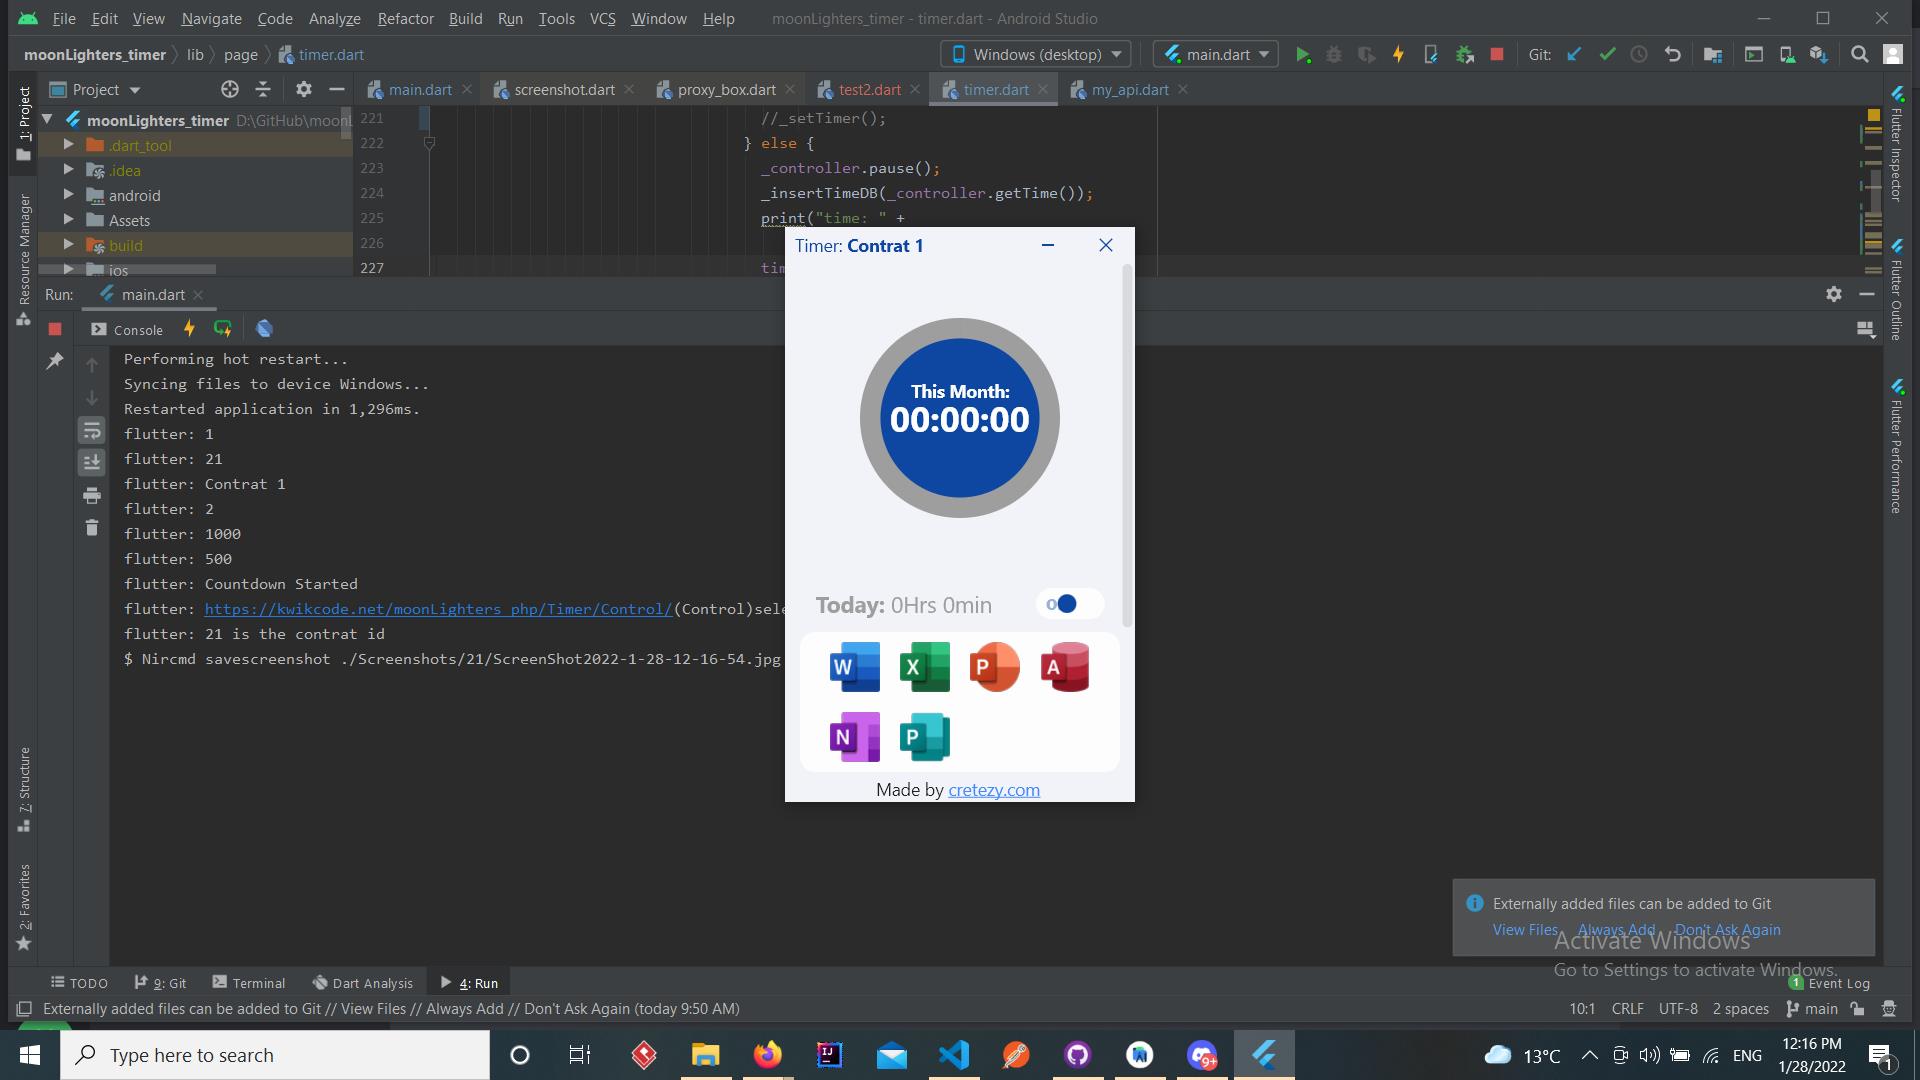 File Edit View Navigate Code Analyze Refactor Build Run Tools VCS Window Help moonLighters_timer - timer.dart - Android Studio
moonLighters_timer lib page timer.dart Windows (desktop) main.dart Git:
Project main.dart screenshot.dart proxy_box.dart test2.dart timer.dart my_api.dart
1: Project
Resource Manager
7: Structure
2: Favorites
moonLighters_timer D:\GitHub\moonL
.dart_tool
.idea
android
Assets
build
ios
221 //_setTimer();
222 } else {
223 _controller.pause();
224 _insertTimeDB(_controller.getTime());
225 print("time: " +
226
227 tim
Flutter Inspector
Flutter Outline
Flutter Performance
Run: main.dart
Console
Performing hot restart...
Syncing files to device Windows...
Restarted application in 1,296ms.
flutter: 1
flutter: 21
flutter: Contrat 1
flutter: 2
flutter: 1000
flutter: 500
flutter: Countdown Started
flutter: https://kwikcode.net/moonLighters_php/Timer/Control/(Control)sele
flutter: 21 is the contrat id
$ Nircmd savescreenshot ./Screenshots/21/ScreenShot2022-1-28-12-16-54.jpg
Timer: Contrat 1
This Month:
00:00:00
Today: 0Hrs 0min
W X P A
N P
Made by cretezy.com
Externally added files can be added to Git
View Files Always Add Don't Ask Again
Activate Windows
Go to Settings to activate Windows.
TODO 9: Git Terminal Dart Analysis 4: Run 1 Event Log
Externally added files can be added to Git // View Files // Always Add // Don't Ask Again (today 9:50 AM) 10:1 CRLF UTF-8 2 spaces main
Type here to search IJ 9+ 13°C ENG 12:16 PM
1/28/2022 1